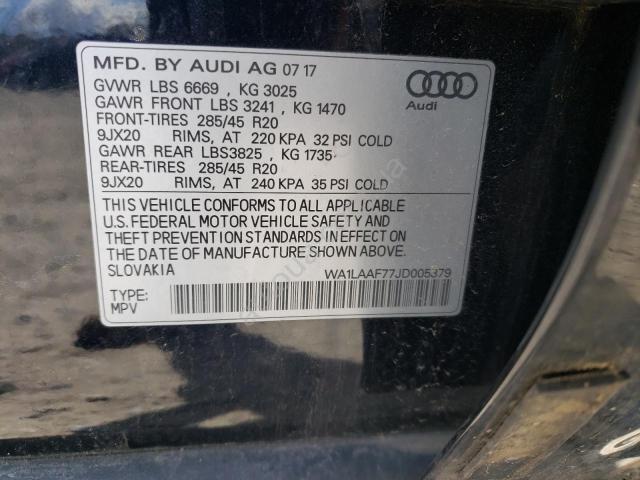 MFD. BY AUDI AG 07 17
GVWR LBS 6669 , KG 3025
GAWR FRONT LBS 3241 , KG 1470
FRONT-TIRES 285/45 R20
9JX20 RIMS, AT 220 KPA 32 PSI COLD
GAWR REAR LBS3825 , KG 1735
REAR-TIRES 285/45 R20
9JX20 RIMS, AT 240 KPA 35 PSI COLD
Audi
THIS VEHICLE CONFORMS TO ALL APPLICABLE
U.S. FEDERAL MOTOR VEHICLE SAFETY AND
THEFT PREVENTION STANDARDS IN EFFECT ON
THE DATE OF MANUFACTURE SHOWN ABOVE.
SLOVAKIA
WA1LAAF77JD005379
TYPE:
MPV